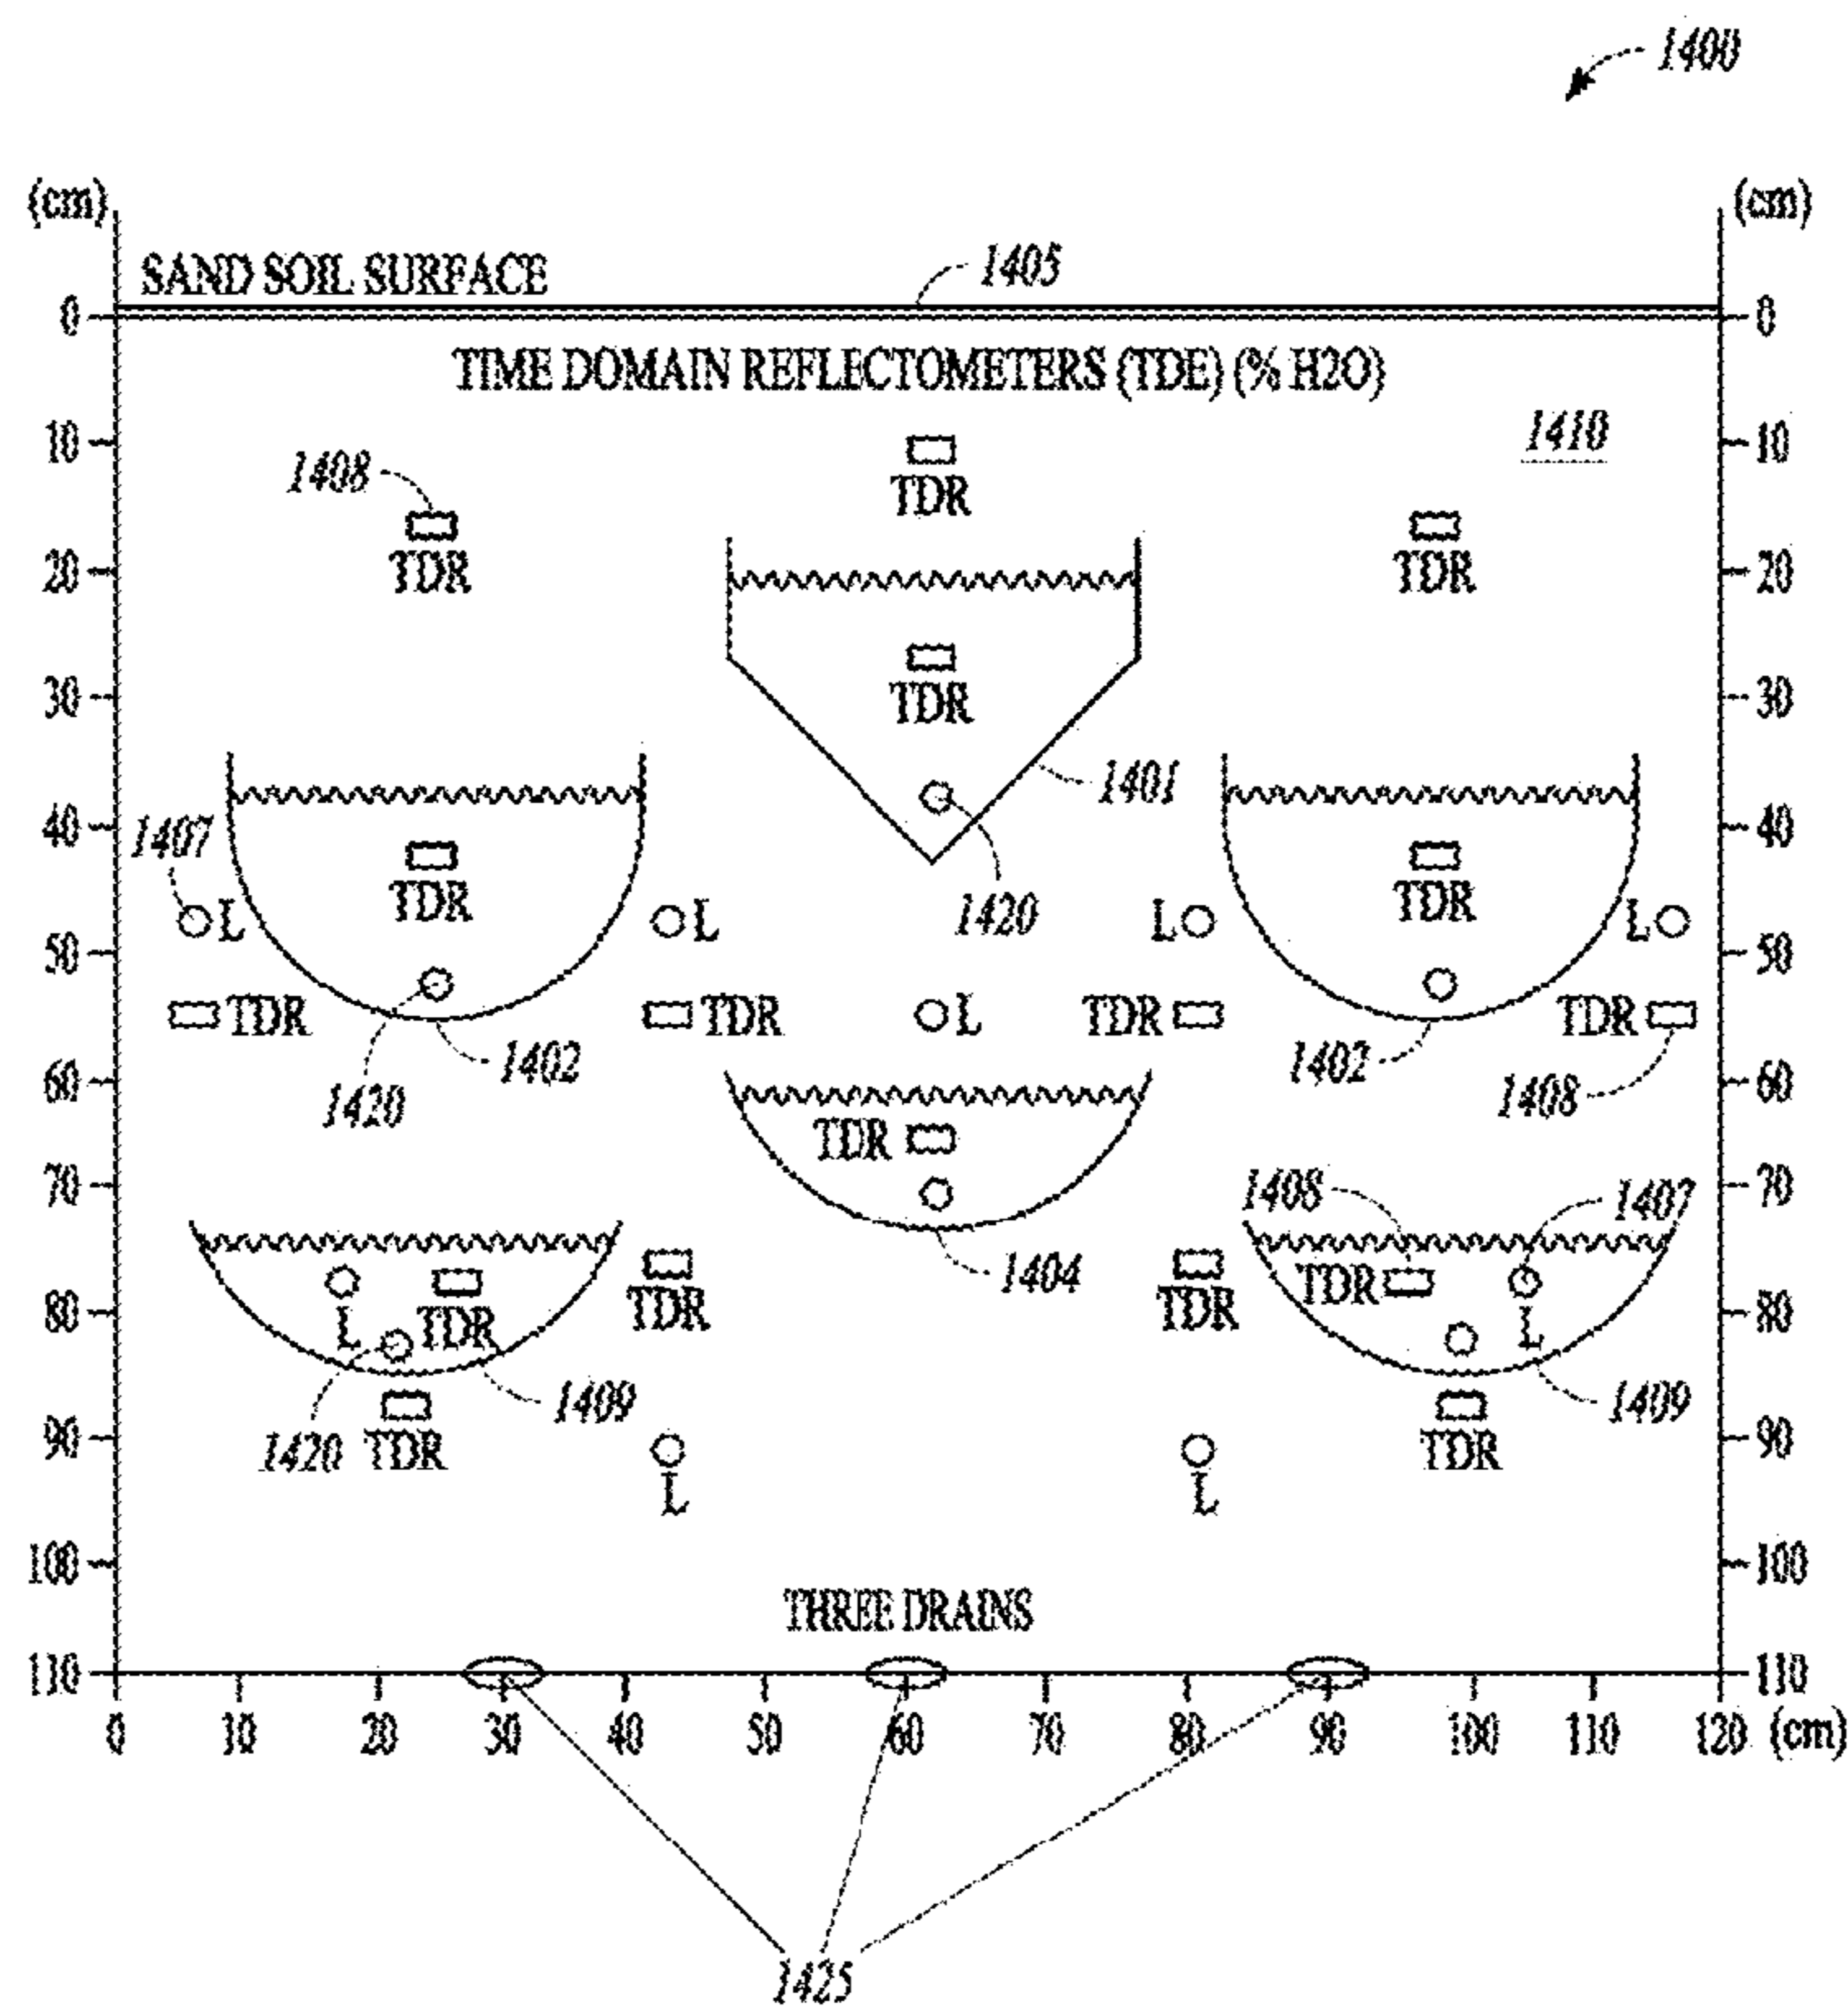 1400
(cm) (cm)
SAND SOIL SURFACE 1405
0 0
TIME DOMAIN REFLECTOMETERS (TDE) (% H2O)
10 1410 10
1408 TDR
20 TDR TDR 20
30 TDR 30
1401
40 1407 40
TDR 1420 TDR
L L L L
50 50
TDR TDR L TDR TDR
1402 1402
60 1420 1408 60
TDR
70 1408 1407 70
1404
TDR
80 L TDR TDR TDR L 80
1409 1409
90 1420 TDR TDR 90
L L
100 100
THREE DRAINS
110 110
0 10 20 30 40 50 60 70 80 90 100 110 120 (cm)
1425